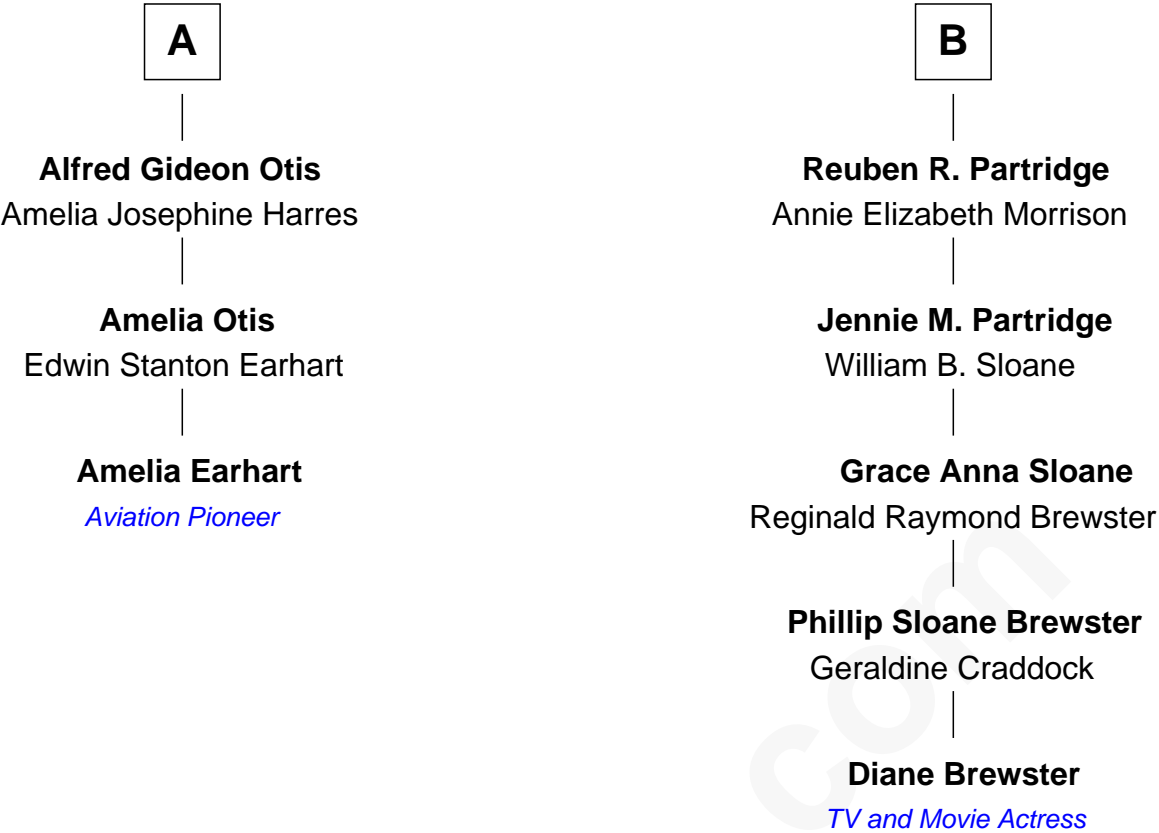 A
Alfred Gideon Otis
Amelia Josephine Harres
Amelia Otis
Edwin Stanton Earhart
Amelia Earhart
Aviation Pioneer
B
Reuben R. Partridge
Annie Elizabeth Morrison
Jennie M. Partridge
William B. Sloane
Grace Anna Sloane
Reginald Raymond Brewster
Phillip Sloane Brewster
Geraldine Craddock
Diane Brewster
TV and Movie Actress
com